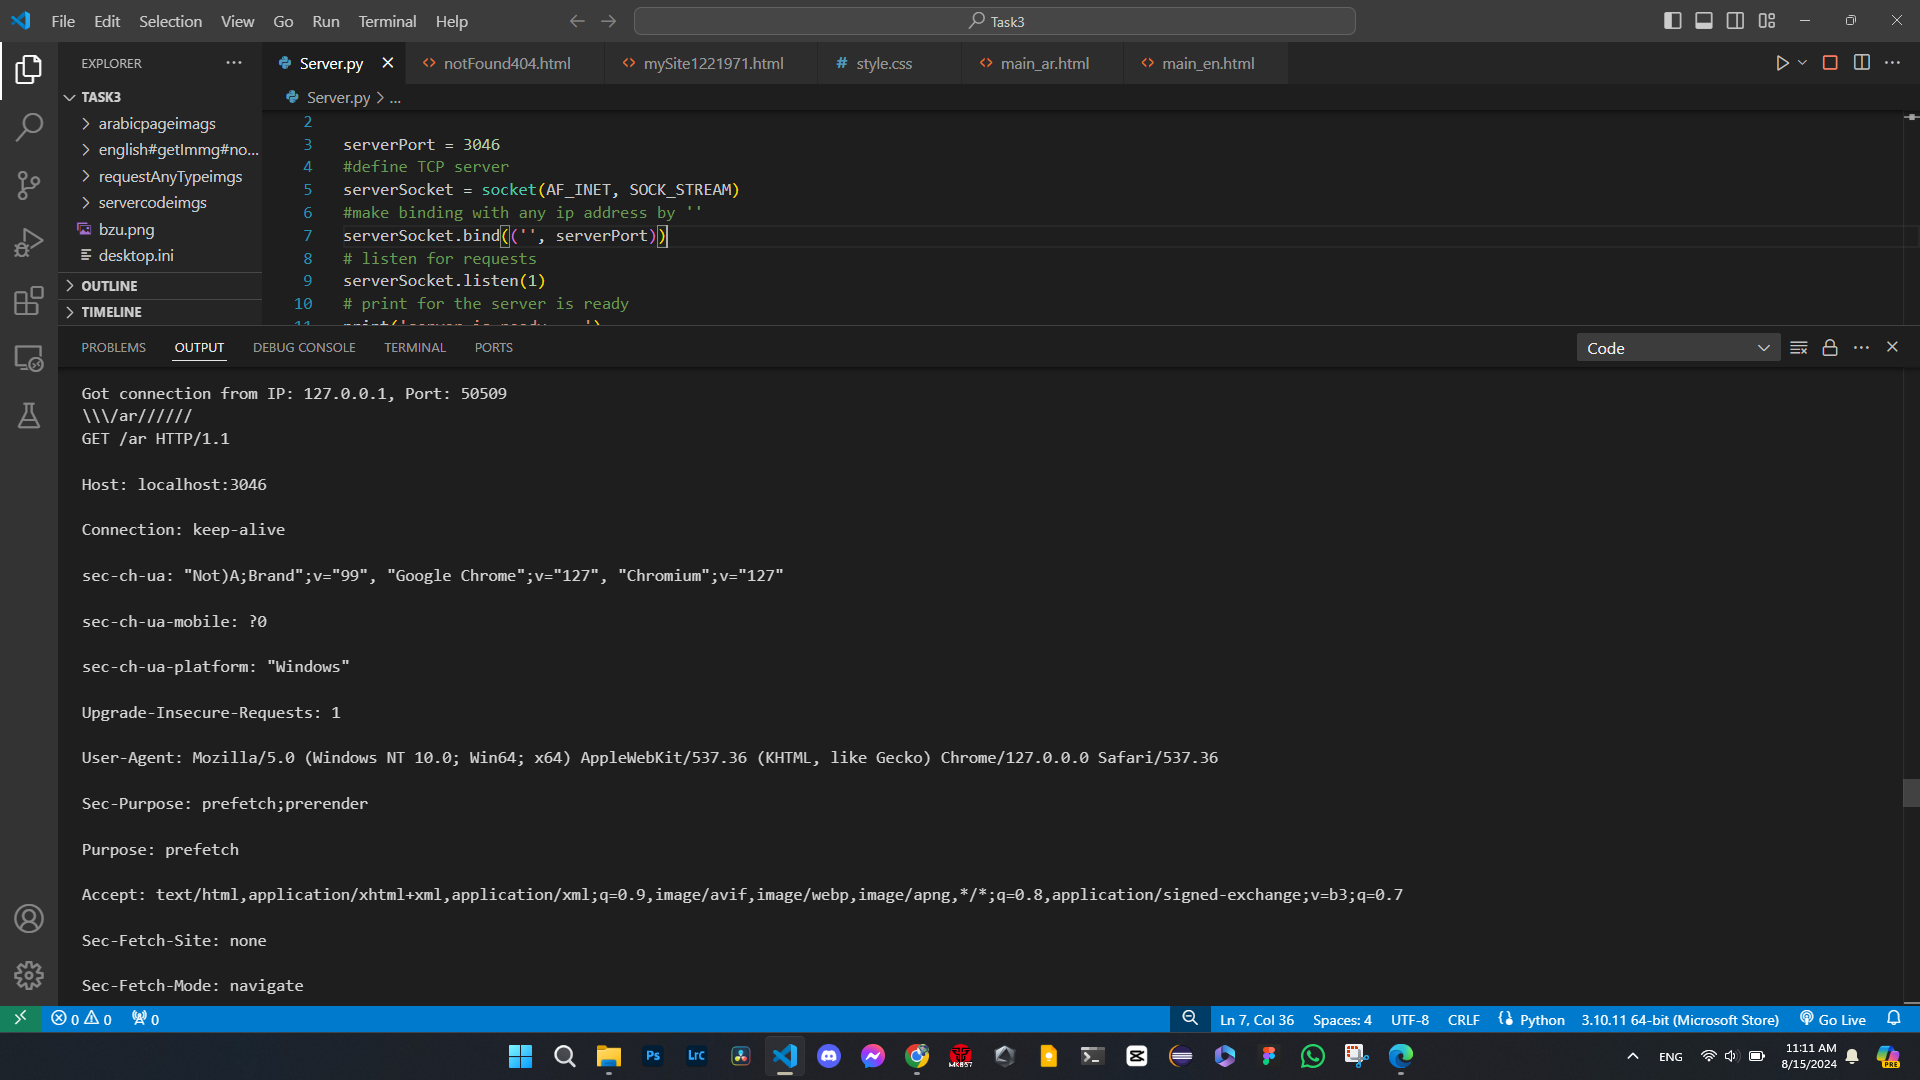 File Edit Selection View Go Run Terminal Help
Task3
EXPLORER
Server.py
notFound404.html
mySite1221971.html
style.css
main_ar.html
main_en.html
TASK3
arabicpageimags
english#getImmg#no...
requestAnyTypeimgs
servercodeimgs
bzu.png
desktop.ini
OUTLINE
TIMELINE
Server.py > ...
2
3 serverPort = 3046
4 #define TCP server
5 serverSocket = socket(AF_INET, SOCK_STREAM)
6 #make binding with any ip address by ''
7 serverSocket.bind(('', serverPort))
8 # listen for requests
9 serverSocket.listen(1)
10 # print for the server is ready
11 print('server is ready ...')
PROBLEMS OUTPUT DEBUG CONSOLE TERMINAL PORTS
Code
Got connection from IP: 127.0.0.1, Port: 50509
\\\/ar//////
GET /ar HTTP/1.1
Host: localhost:3046
Connection: keep-alive
sec-ch-ua: "Not)A;Brand";v="99", "Google Chrome";v="127", "Chromium";v="127"
sec-ch-ua-mobile: ?0
sec-ch-ua-platform: "Windows"
Upgrade-Insecure-Requests: 1
User-Agent: Mozilla/5.0 (Windows NT 10.0; Win64; x64) AppleWebKit/537.36 (KHTML, like Gecko) Chrome/127.0.0.0 Safari/537.36
Sec-Purpose: prefetch;prerender
Purpose: prefetch
Accept: text/html,application/xhtml+xml,application/xml;q=0.9,image/avif,image/webp,image/apng,*/*;q=0.8,application/signed-exchange;v=b3;q=0.7
Sec-Fetch-Site: none
Sec-Fetch-Mode: navigate
0 0 0
Ln 7, Col 36 Spaces: 4 UTF-8 CRLF Python 3.10.11 64-bit (Microsoft Store) Go Live
Ps
Lrc
ENG
11:11 AM
8/15/2024
PRE